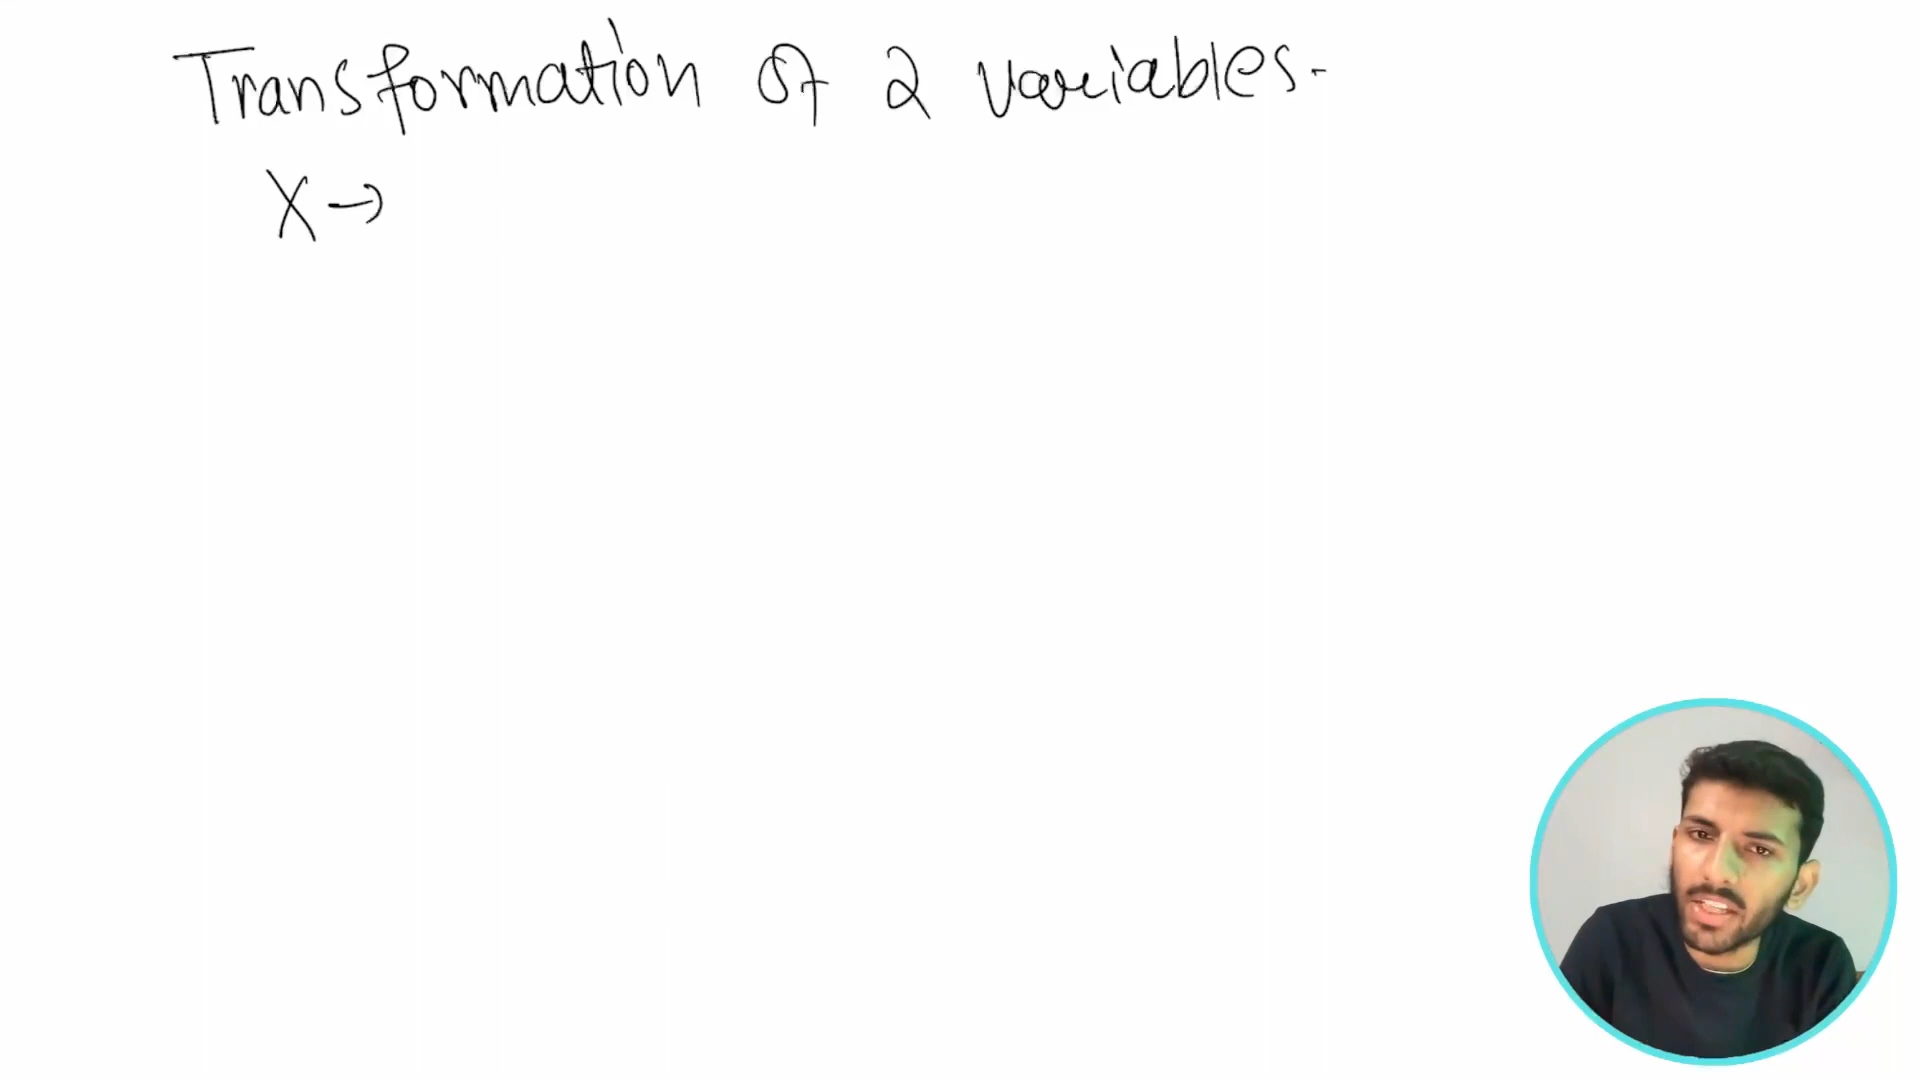 Transformation of 2 variables.
X →